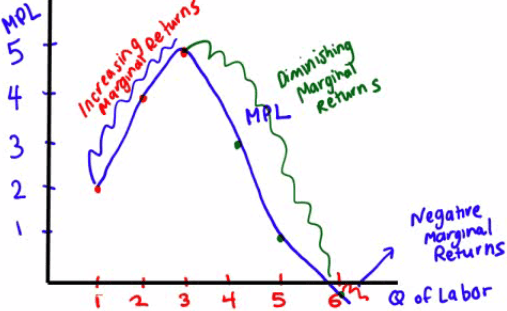 MPL
5
4
3
2
1
Increasing
Marginal Returns
Diminishing
Marginal
Returns
MPL
Negative
Marginal
Returns
1 2 3 4 5 6
Q of Labor